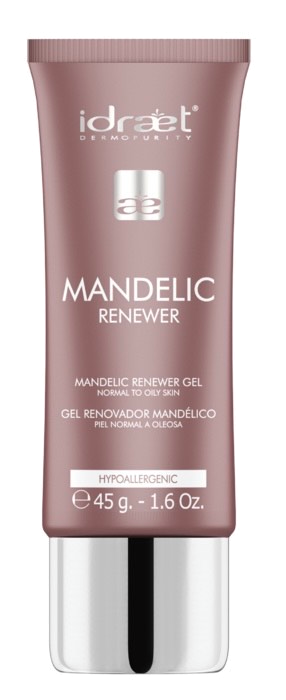 idraet®
DERMOPURITY
æ
MANDELIC
RENEWER
MANDELIC RENEWER GEL
NORMAL TO OILY SKIN
GEL RENOVADOR MANDÉLICO
PIEL NORMAL A OLEOSA
HYPOALLERGENIC
℮ 45 g. - 1.6 Oz.